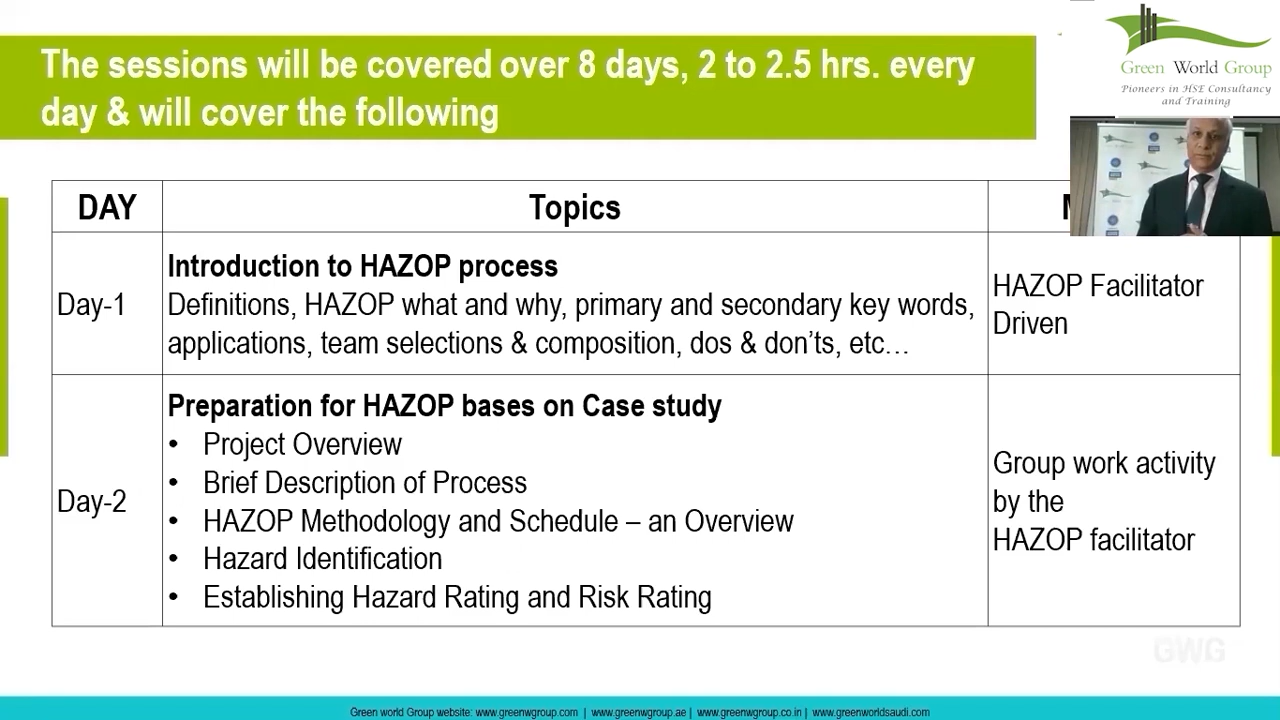 The sessions will be covered over 8 days, 2 to 2.5 hrs. every
day & will cover the following
Green World Group
Pioneers in HSE Consultancy
and Training
DAY
Topics
Day-1
Introduction to HAZOP process
Definitions, HAZOP what and why, primary and secondary key words,
applications, team selections & composition, dos & don'ts, etc…
HAZOP Facilitator
Driven
Day-2
Preparation for HAZOP bases on Case study
• Project Overview
• Brief Description of Process
• HAZOP Methodology and Schedule – an Overview
• Hazard Identification
• Establishing Hazard Rating and Risk Rating
Group work activity
by the
HAZOP facilitator
GWG
Green world Group website: www.greenwgroup.com | www.greenwgroup.ae | www.greenwgroup.co.in | www.greenworldsaudi.com